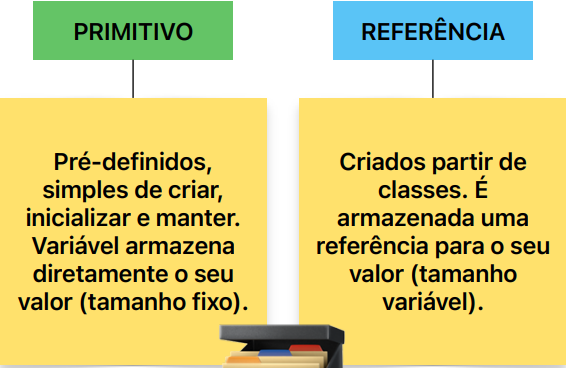 PRIMITIVO
REFERÊNCIA
Pré-definidos,
simples de criar,
inicializar e manter.
Variável armazena
diretamente o seu
valor (tamanho fixo).
Criados partir de
classes. É
armazenada uma
referência para o seu
valor (tamanho
variável).